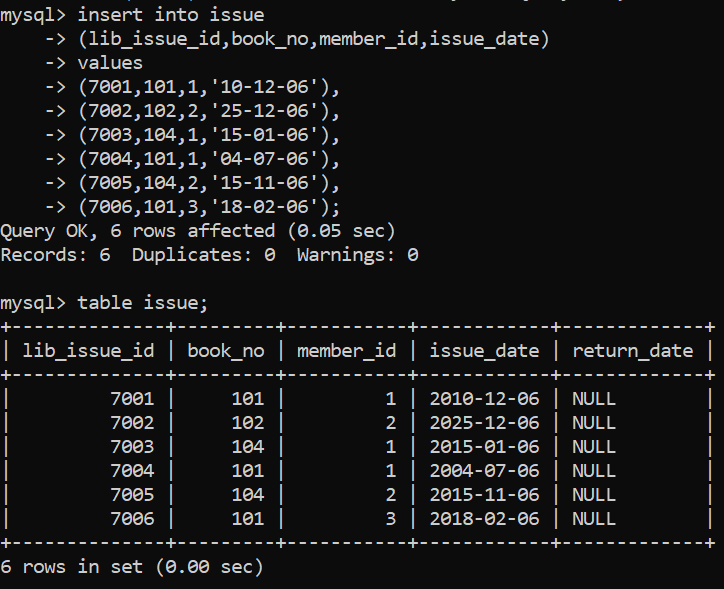 mysql> insert into issue
    -> (lib_issue_id,book_no,member_id,issue_date)
    -> values
    -> (7001,101,1,'10-12-06'),
    -> (7002,102,2,'25-12-06'),
    -> (7003,104,1,'15-01-06'),
    -> (7004,101,1,'04-07-06'),
    -> (7005,104,2,'15-11-06'),
    -> (7006,101,3,'18-02-06');
Query OK, 6 rows affected (0.05 sec)
Records: 6  Duplicates: 0  Warnings: 0

mysql> table issue;
+--------------+---------+-----------+------------+-------------+
| lib_issue_id | book_no | member_id | issue_date | return_date |
+--------------+---------+-----------+------------+-------------+
|         7001 |     101 |         1 | 2010-12-06 | NULL        |
|         7002 |     102 |         2 | 2025-12-06 | NULL        |
|         7003 |     104 |         1 | 2015-01-06 | NULL        |
|         7004 |     101 |         1 | 2004-07-06 | NULL        |
|         7005 |     104 |         2 | 2015-11-06 | NULL        |
|         7006 |     101 |         3 | 2018-02-06 | NULL        |
+--------------+---------+-----------+------------+-------------+
6 rows in set (0.00 sec)